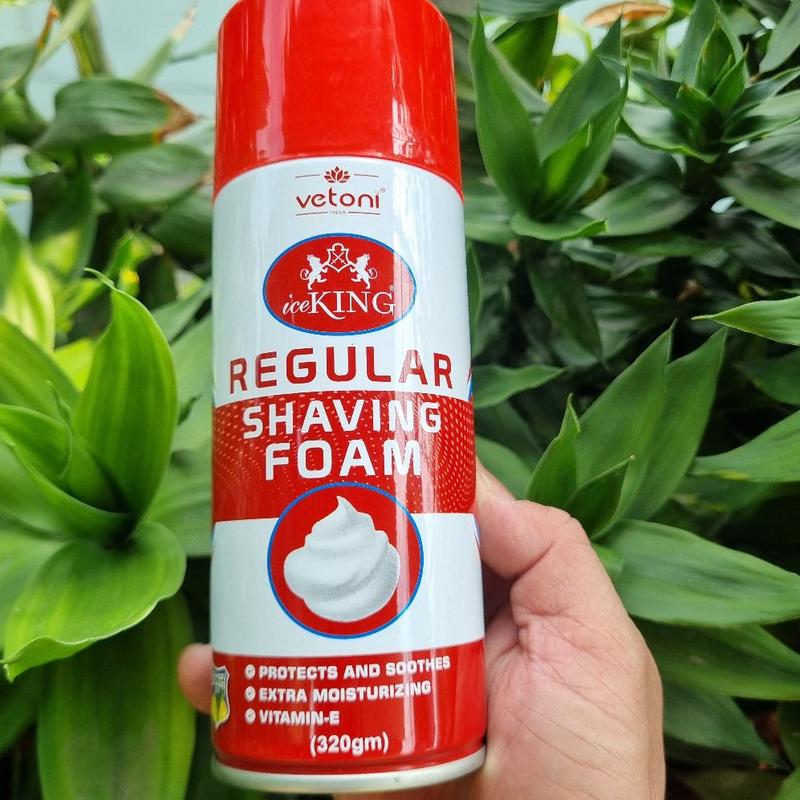 vetoni
INDIA
iceKING
REGULAR
SHAVING
FOAM
PROTECTS AND SOOTHES
EXTRA MOISTURIZING
VITAMIN-E
(320gm)